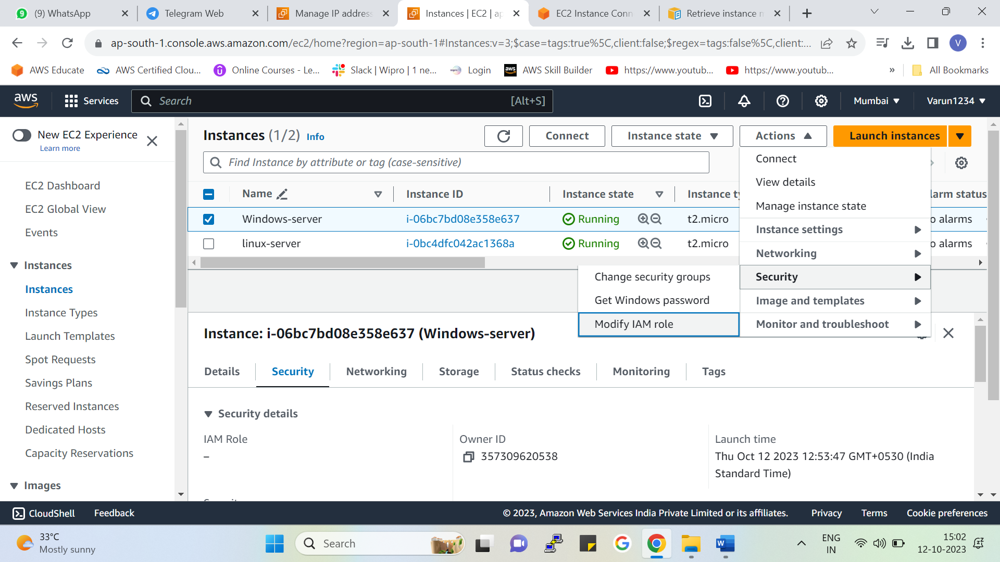 (9) WhatsApp
Telegram Web
Manage IP address
Instances | EC2 | ap
EC2 Instance Conn
Retrieve instance m
ap-south-1.console.aws.amazon.com/ec2/home?region=ap-south-1#Instances:v=3;$case=tags:true%5C,client:false;$regex=tags:false%5C,client:...
V
AWS Educate
AWS Certified Clou...
Online Courses - Le...
Slack | Wipro | 1 ne...
Login
AWS Skill Builder
https://www.youtub...
https://www.youtub...
»
All Bookmarks
aws
Services
Search
[Alt+S]
Mumbai
Varun1234
New EC2 Experience
Learn more
EC2 Dashboard
EC2 Global View
Events
Instances
Instances
Instance Types
Launch Templates
Spot Requests
Savings Plans
Reserved Instances
Dedicated Hosts
Capacity Reservations
Images
Instances (1/2) Info
Connect
Instance state
Actions
Launch instances
Find Instance by attribute or tag (case-sensitive)
Name
Instance ID
Instance state
Instance ty
larm status
Windows-server
i-06bc7bd08e358e637
Running
t2.micro
o alarms
linux-server
i-0bc4dfc042ac1368a
Running
t2.micro
o alarms
Connect
View details
Manage instance state
Instance settings
Networking
Security
Image and templates
Monitor and troubleshoot
Change security groups
Get Windows password
Modify IAM role
Instance: i-06bc7bd08e358e637 (Windows-server)
Details
Security
Networking
Storage
Status checks
Monitoring
Tags
Security details
IAM Role
–
Owner ID
357309620538
Launch time
Thu Oct 12 2023 12:53:47 GMT+0530 (India
Standard Time)
CloudShell
Feedback
© 2023, Amazon Web Services India Private Limited or its affiliates.
Privacy
Terms
Cookie preferences
33°C
Mostly sunny
Search
ENG
IN
15:02
12-10-2023